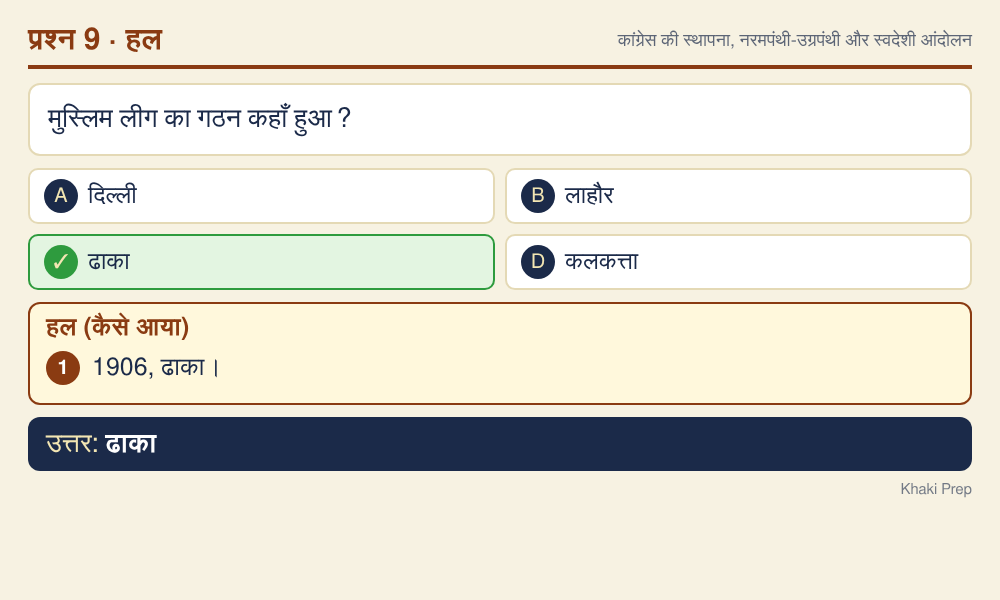 प्रश्न 9 · हल
कांग्रेस की स्थापना, नरमपंथी-उग्रपंथी और स्वदेशी आंदोलन
मुस्लिम लीग का गठन कहाँ हुआ ?
A दिल्ली
B लाहौर
✓ ढाका
D कलकत्ता
हल (कैसे आया)
1 1906, ढाका।
उत्तर: ढाका
Khaki Prep